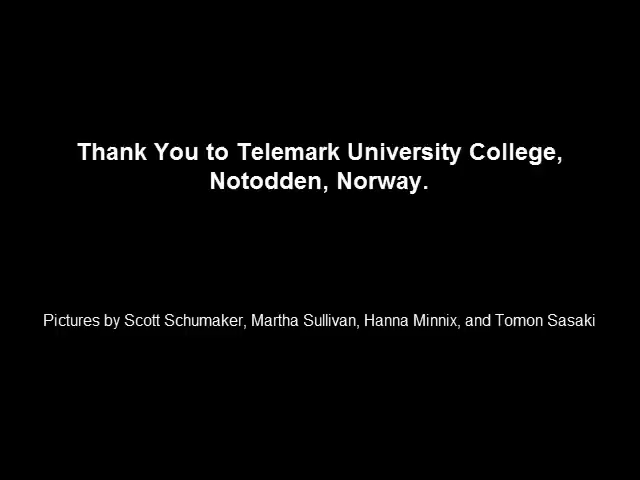 Thank You to Telemark University College,
Notodden, Norway.
Pictures by Scott Schumaker, Martha Sullivan, Hanna Minnix, and Tomon Sasaki